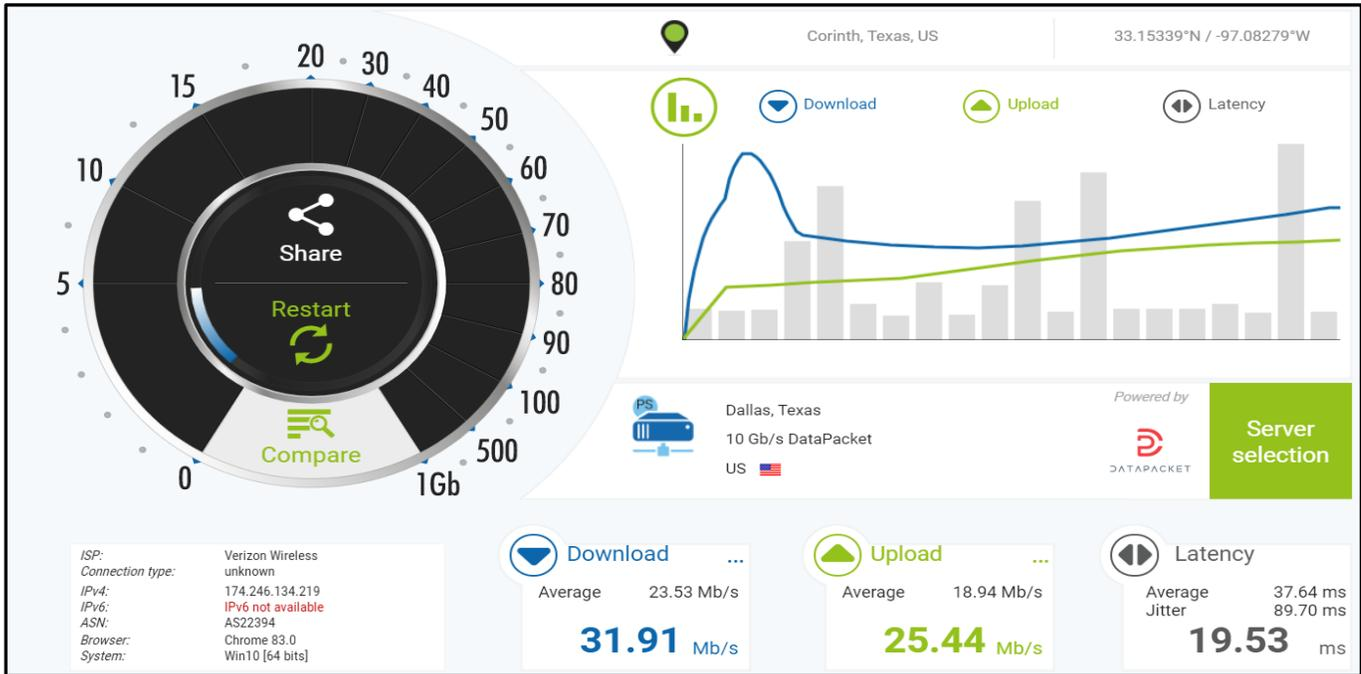 Corinth, Texas, US
33.15339°N / -97.08279°W
Download
Upload
Latency
0
5
10
15
20
30
40
50
60
70
80
90
100
500
1Gb
Share
Restart
Compare
PS
Dallas, Texas
10 Gb/s DataPacket
US
Powered by
DATAPACKET
Server
selection
ISP: Verizon Wireless
Connection type: unknown
IPv4: 174.246.134.219
IPv6: IPv6 not available
ASN: AS22394
Browser: Chrome 83.0
System: Win10 [64 bits]
Download ...
Average 23.53 Mb/s
31.91 Mb/s
Upload ...
Average 18.94 Mb/s
25.44 Mb/s
Latency
Average 37.64 ms
Jitter 89.70 ms
19.53 ms